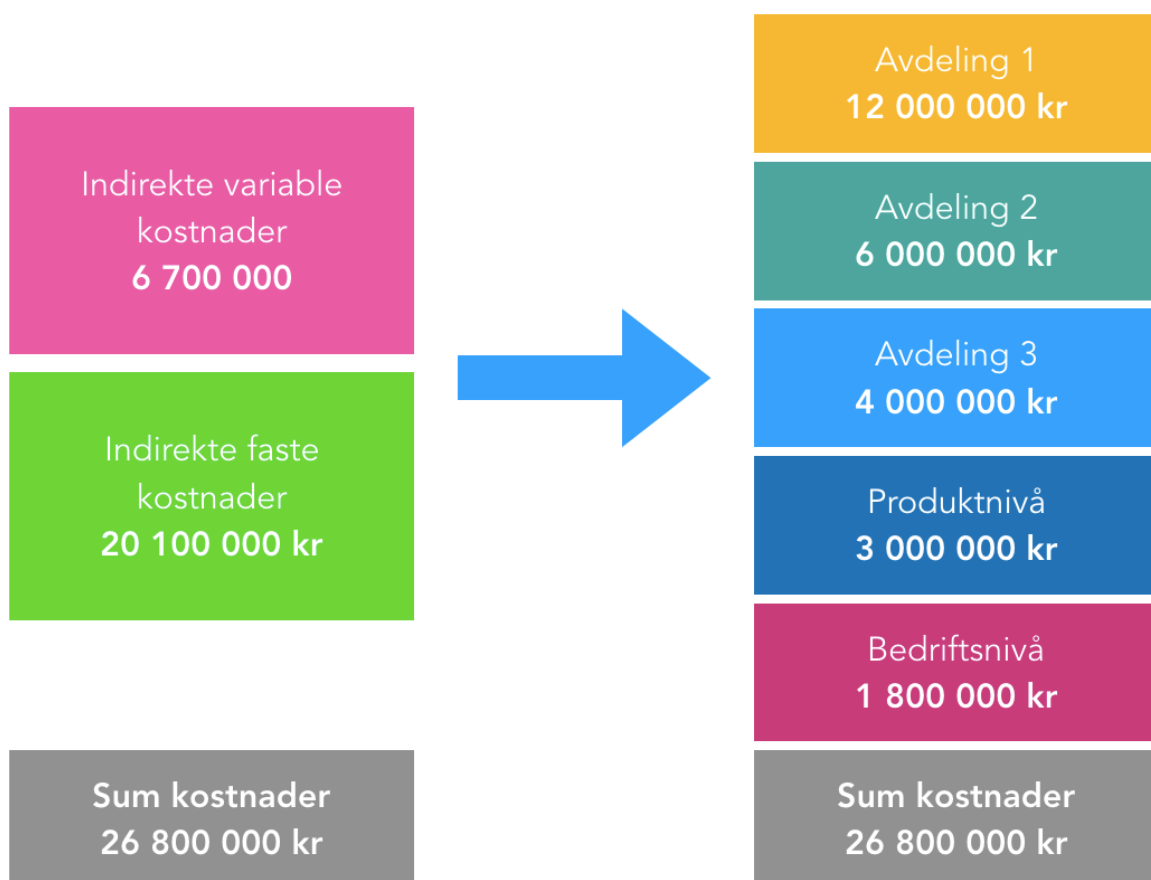 Indirekte variable
kostnader
6 700 000
Indirekte faste
kostnader
20 100 000 kr
Sum kostnader
26 800 000 kr
Avdeling 1
12 000 000 kr
Avdeling 2
6 000 000 kr
Avdeling 3
4 000 000 kr
Produktnivå
3 000 000 kr
Bedriftsnivå
1 800 000 kr
Sum kostnader
26 800 000 kr